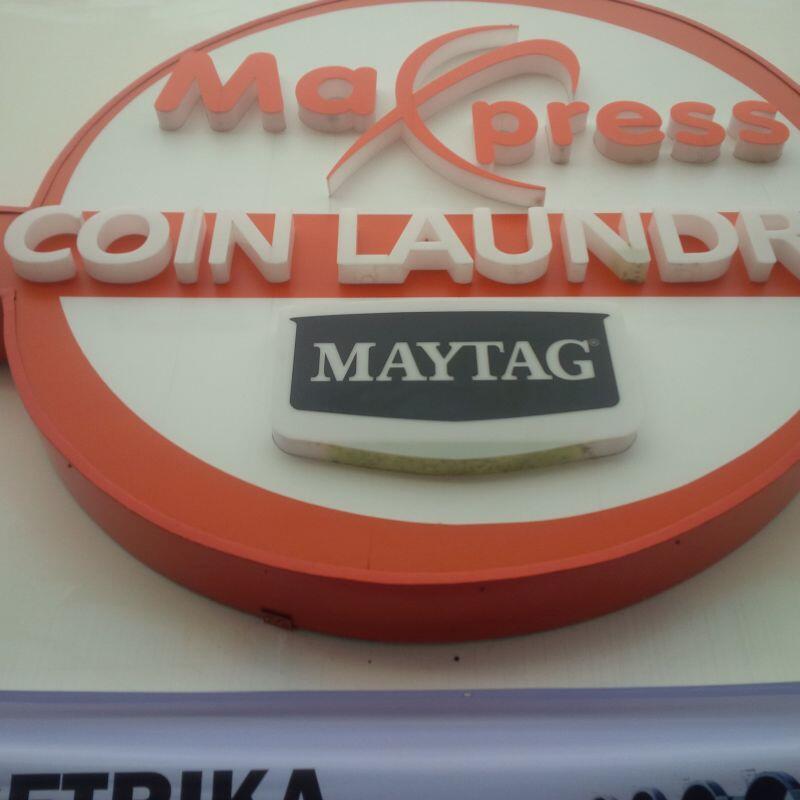 MaXpress
COIN LAUNDR
MAYTAG®
ETRIKA